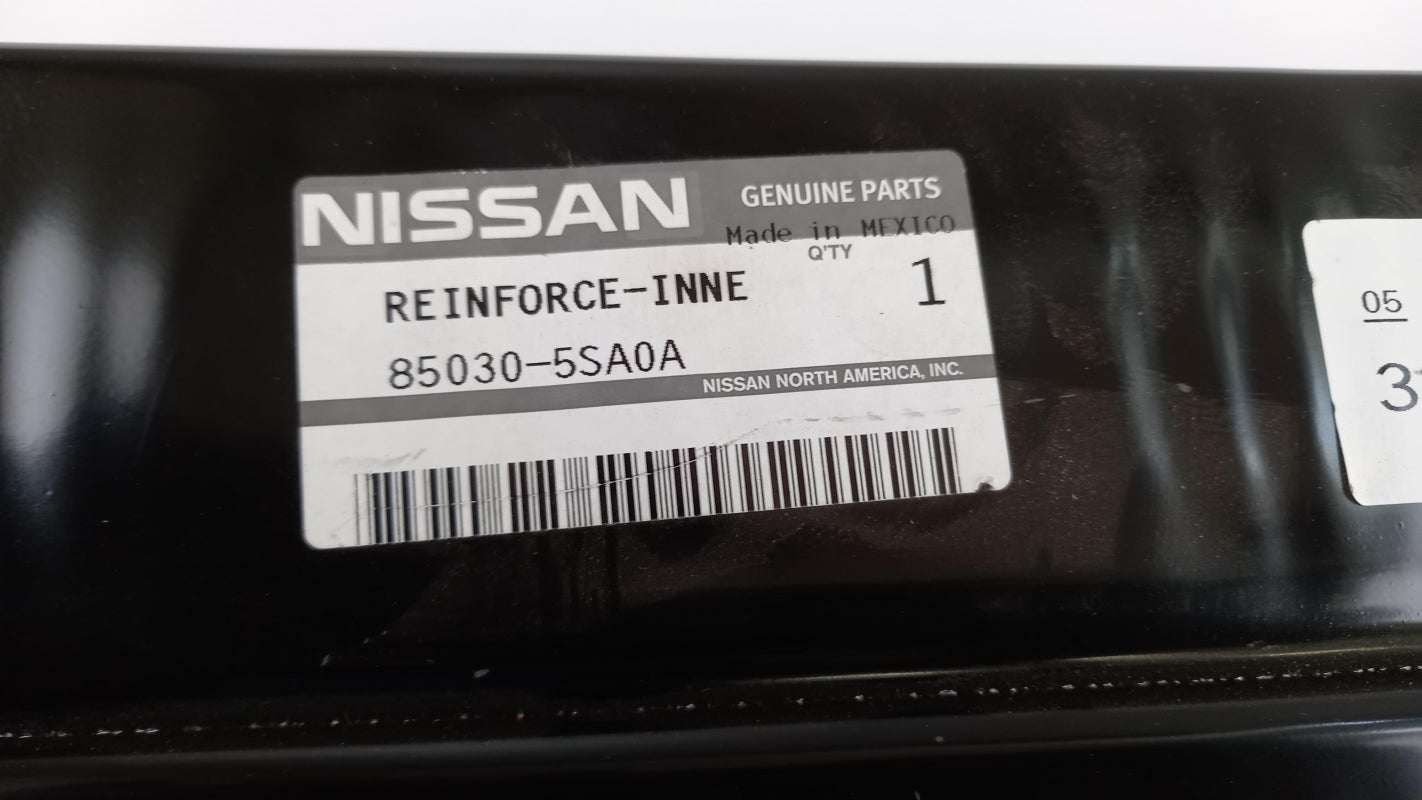 NISSAN
GENUINE PARTS
Made in MEXICO
Q'TY
REINFORCE-INNE
1
85030-5SA0A
NISSAN NORTH AMERICA, INC.
05
3